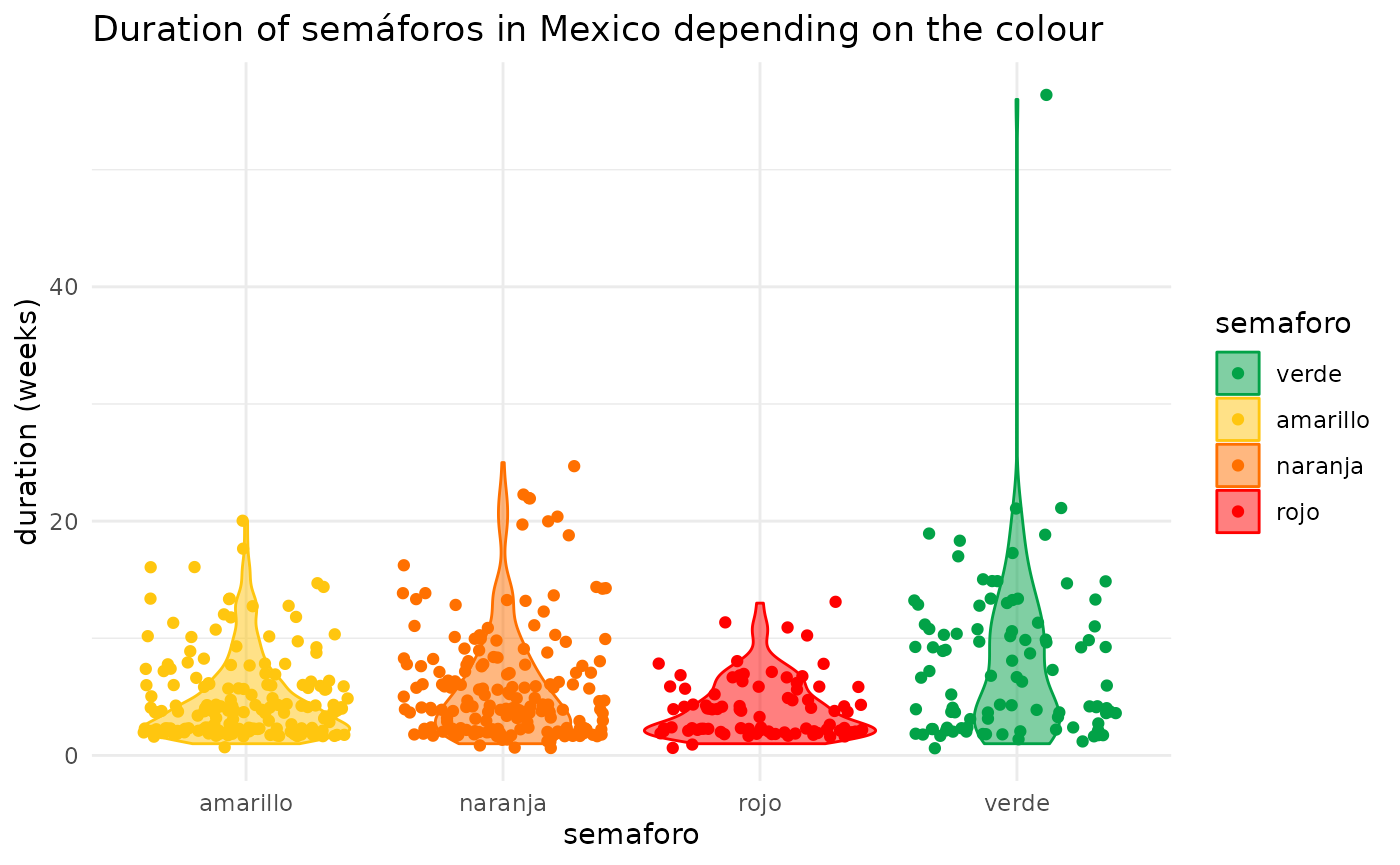 Duration of semáforos in Mexico depending on the colour
duration (weeks)
40
20
0
amarillo
naranja
rojo
verde
semaforo
semaforo
verde
amarillo
naranja
rojo